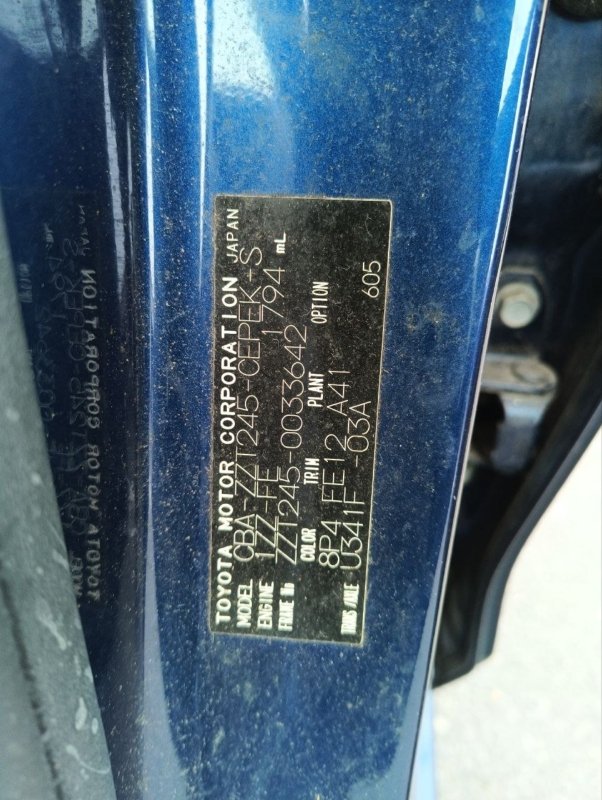 TOYOTA MOTOR CORPORATION JAPAN
MODEL CBA-ZZT245-CEPEK+S
ENGINE 1ZZ-FE 1794 mL
FRAME No ZZT245-0033642
COLOR TRIM PLANT OPTION
8P4 FE12 A41
TRANS./AXLE U341F -03A 605